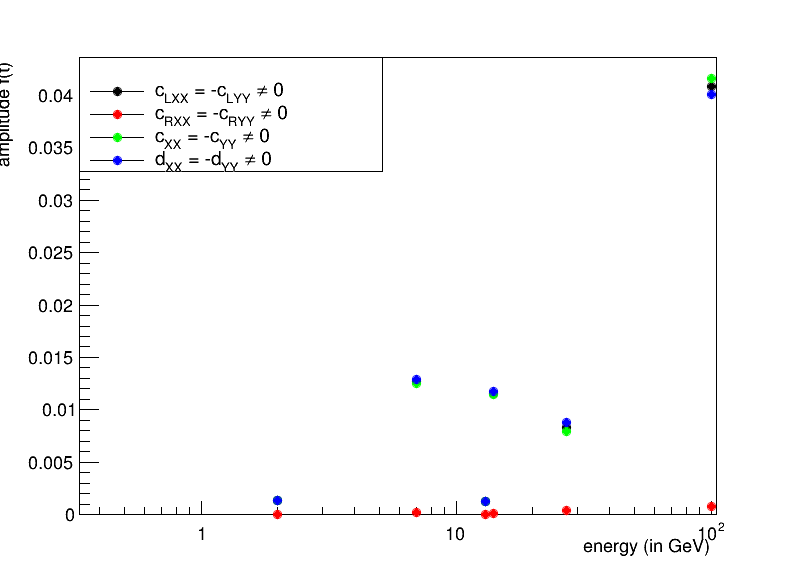 amplitude f(t)
c_LXX = -c_LYY ≠ 0
c_RXX = -c_RYY ≠ 0
c_XX = -c_YY ≠ 0
d_XX = -d_YY ≠ 0
0.04
0.035
0.03
0.025
0.02
0.015
0.01
0.005
0
1
10
10²
energy (in GeV)